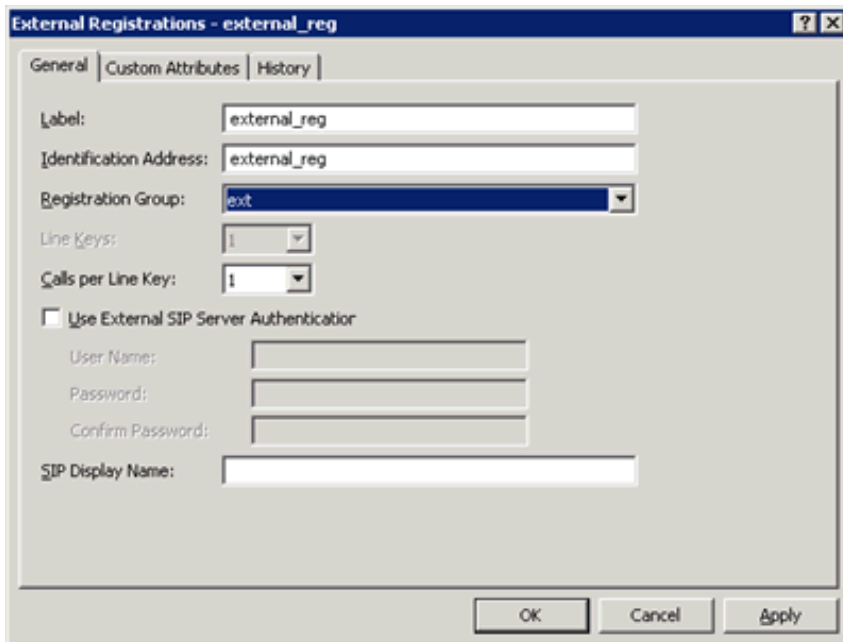 External Registrations - external_reg
General Custom Attributes History
Label: external_reg
Identification Address: external_reg
Registration Group: ext
Line Keys: 1
Calls per Line Key: 1
Use External SIP Server Authentication
User Name:
Password:
Confirm Password:
SIP Display Name:
OK Cancel Apply